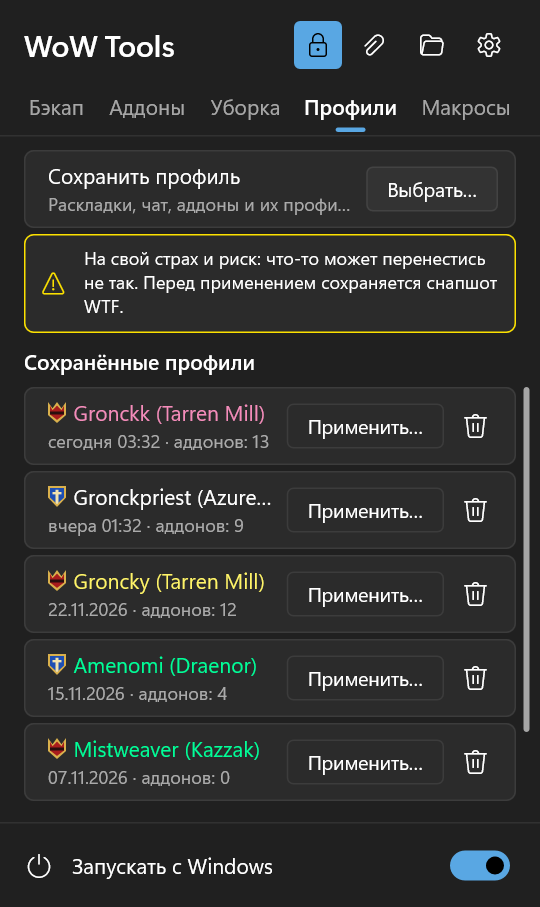 WoW Tools
Бэкап Аддоны Уборка Профили Макросы
Сохранить профиль
Раскладки, чат, аддоны и их профи...
Выбрать...
На свой страх и риск: что-то может перенестись
не так. Перед применением сохраняется снапшот
WTF.
Сохранённые профили
Gronckk (Tarren Mill)
сегодня 03:32 · аддонов: 13
Применить...
Gronckpriest (Azure...
вчера 01:32 · аддонов: 9
Применить...
Groncky (Tarren Mill)
22.11.2026 · аддонов: 12
Применить...
Amenomi (Draenor)
15.11.2026 · аддонов: 4
Применить...
Mistweaver (Kazzak)
07.11.2026 · аддонов: 0
Применить...
Запускать с Windows